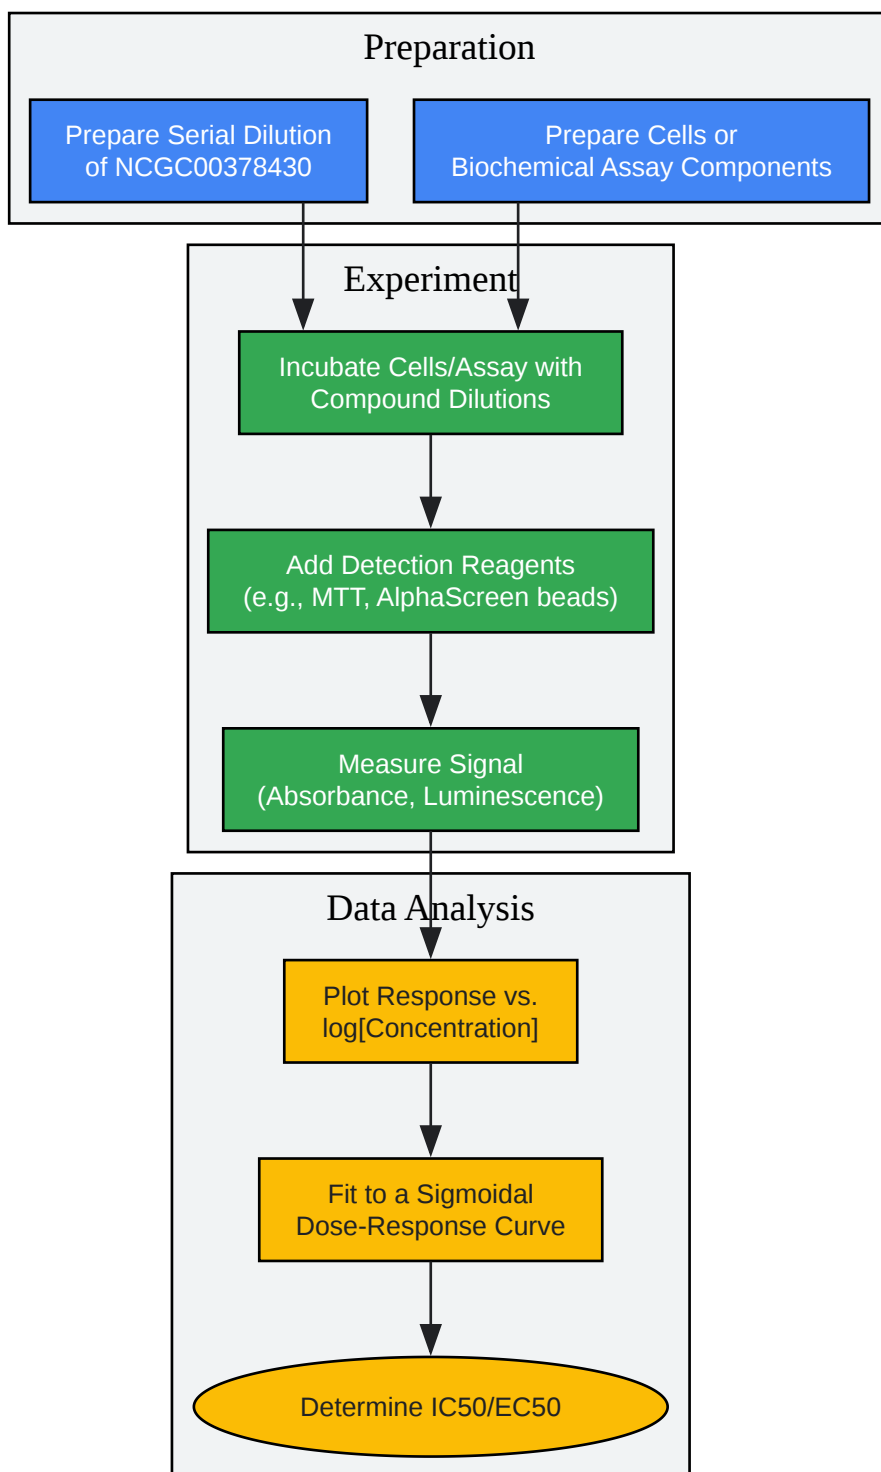 Preparation
Prepare Serial Dilution
of NCGC00378430
Prepare Cells or
Biochemical Assay Components
Experiment
Incubate Cells/Assay with
Compound Dilutions
Add Detection Reagents
(e.g., MTT, AlphaScreen beads)
Measure Signal
(Absorbance, Luminescence)
Data Analysis
Plot Response vs.
log[Concentration]
Fit to a Sigmoidal
Dose-Response Curve
Determine IC50/EC50